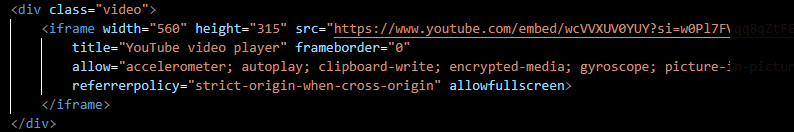 <div class="video">
<iframe width="560" height="315" src="https://www.youtube.com/embed/wcVVXUV0YUY?si=w0Pl7F
title="YouTube video player" frameborder="0"
allow="accelerometer; autoplay; clipboard-write; encrypted-media; gyroscope; picture-in-pictur
referrerpolicy="strict-origin-when-cross-origin" allowfullscreen>
</iframe>
</div>